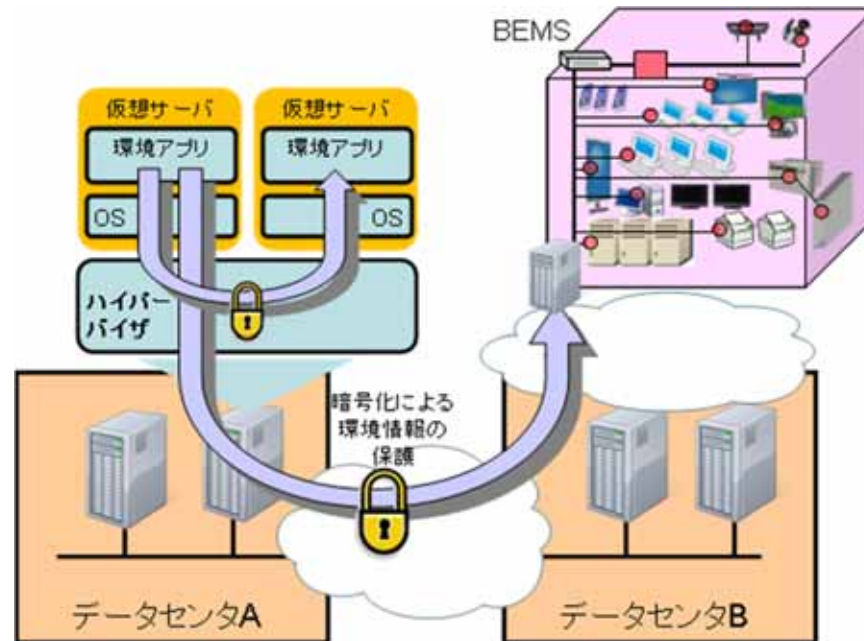 BEMS
仮想サーバ
仮想サーバ
環境アプリ
環境アプリ
OS
OS
ハイパー
バイザ
暗号化による
環境情報の
保護
データセンタA
データセンタB